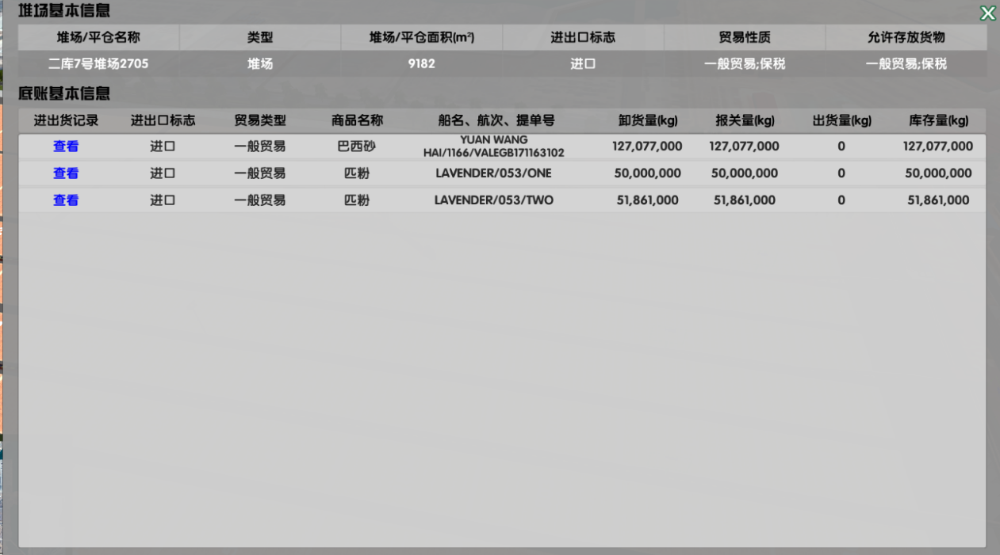 堆场基本信息
X
堆场/平仓名称 类型 堆场/平仓面积(m²) 进出口标志 贸易性质 允许存放货物
二库7号堆场2705 堆场 9182 进口 一般贸易;保税 一般贸易;保税
底账基本信息
进出货记录 进出口标志 贸易类型 商品名称 船名、航次、提单号 卸货量(kg) 报关量(kg) 出货量(kg) 库存量(kg)
查看 进口 一般贸易 巴西砂 YUAN WANG HAI/1166/VALEGB171163102 127,077,000 127,077,000 0 127,077,000
查看 进口 一般贸易 匹粉 LAVENDER/053/ONE 50,000,000 50,000,000 0 50,000,000
查看 进口 一般贸易 匹粉 LAVENDER/053/TWO 51,861,000 51,861,000 0 51,861,000